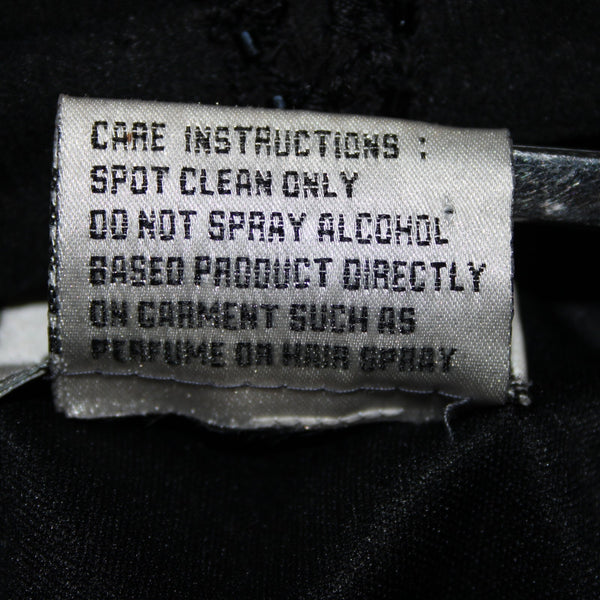 CARE INSTRUCTIONS :
SPOT CLEAN ONLY
DO NOT SPRAY ALCOHOL
BASED PRODUCT DIRECTLY
ON GARMENT SUCH AS
PERFUME OR HAIR SPRAY